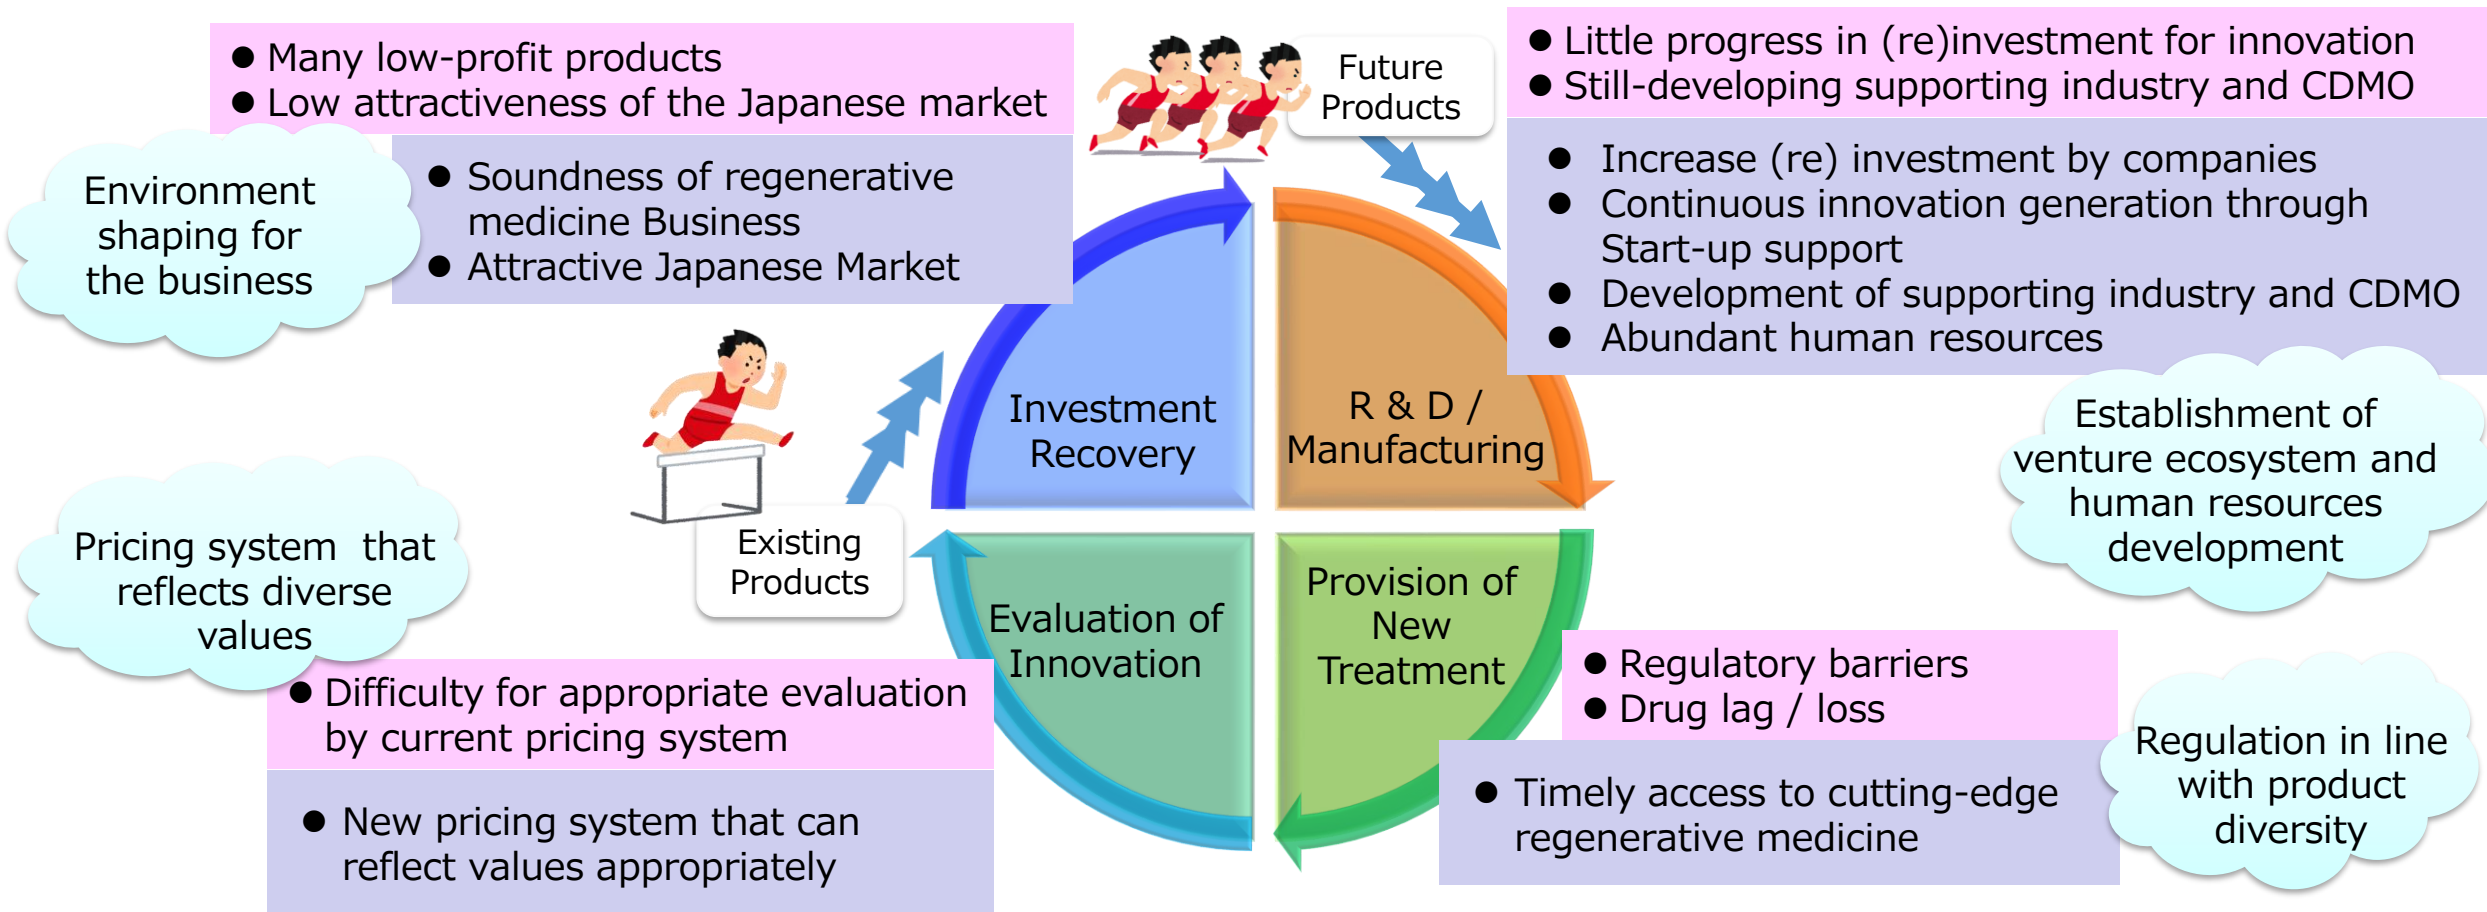 ● Many low-profit products
● Low attractiveness of the Japanese market
Environment
shaping for
the business
● Soundness of regenerative
medicine Business
● Attractive Japanese Market
Future
Products
● Little progress in (re)investment for innovation
● Still-developing supporting industry and CDMO
● Increase (re) investment by companies
● Continuous innovation generation through
Start-up support
● Development of supporting industry and CDMO
● Abundant human resources
Establishment of
venture ecosystem and
human resources
development
Investment
Recovery
R & D /
Manufacturing
Existing
Products
Evaluation of
Innovation
Provision of
New
Treatment
Pricing system that
reflects diverse
values
● Difficulty for appropriate evaluation
by current pricing system
● New pricing system that can
reflect values appropriately
● Regulatory barriers
● Drug lag / loss
● Timely access to cutting-edge
regenerative medicine
Regulation in line
with product
diversity